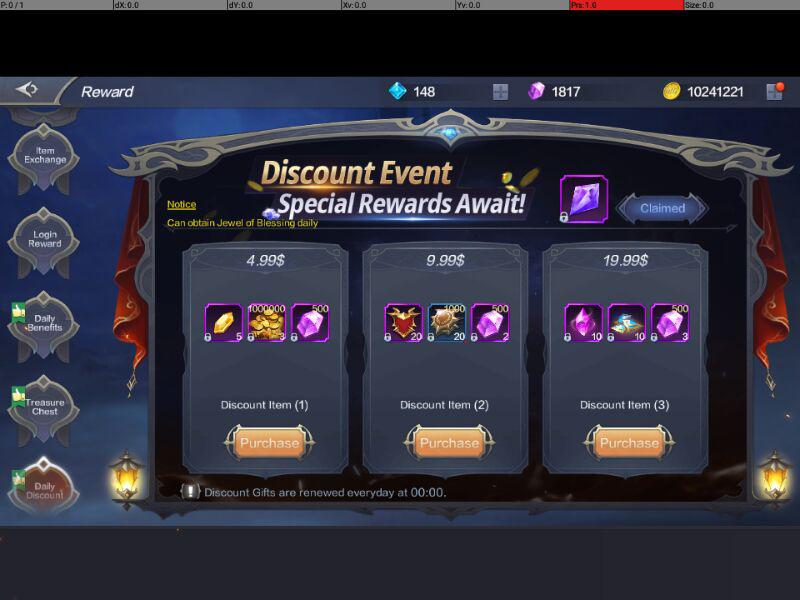 P: 0 / 1
dX: 0.0
dY: 0.0
Xv: 0.0
Yv: 0.0
Prs: 1.0
Size: 0.0
Reward
148
1817
10241221
Item
Exchange
Login
Reward
Daily
Benefits
Treasure
Chest
Daily
Discount
Discount Event
Special Rewards Await!
Notice
Can obtain Jewel of Blessing daily
Claimed
4.99$
5
1000000
3
500
1
Discount Item (1)
Purchase
9.99$
20
1000
20
500
2
Discount Item (2)
Purchase
19.99$
10
10
500
3
Discount Item (3)
Purchase
! Discount Gifts are renewed everyday at 00:00.